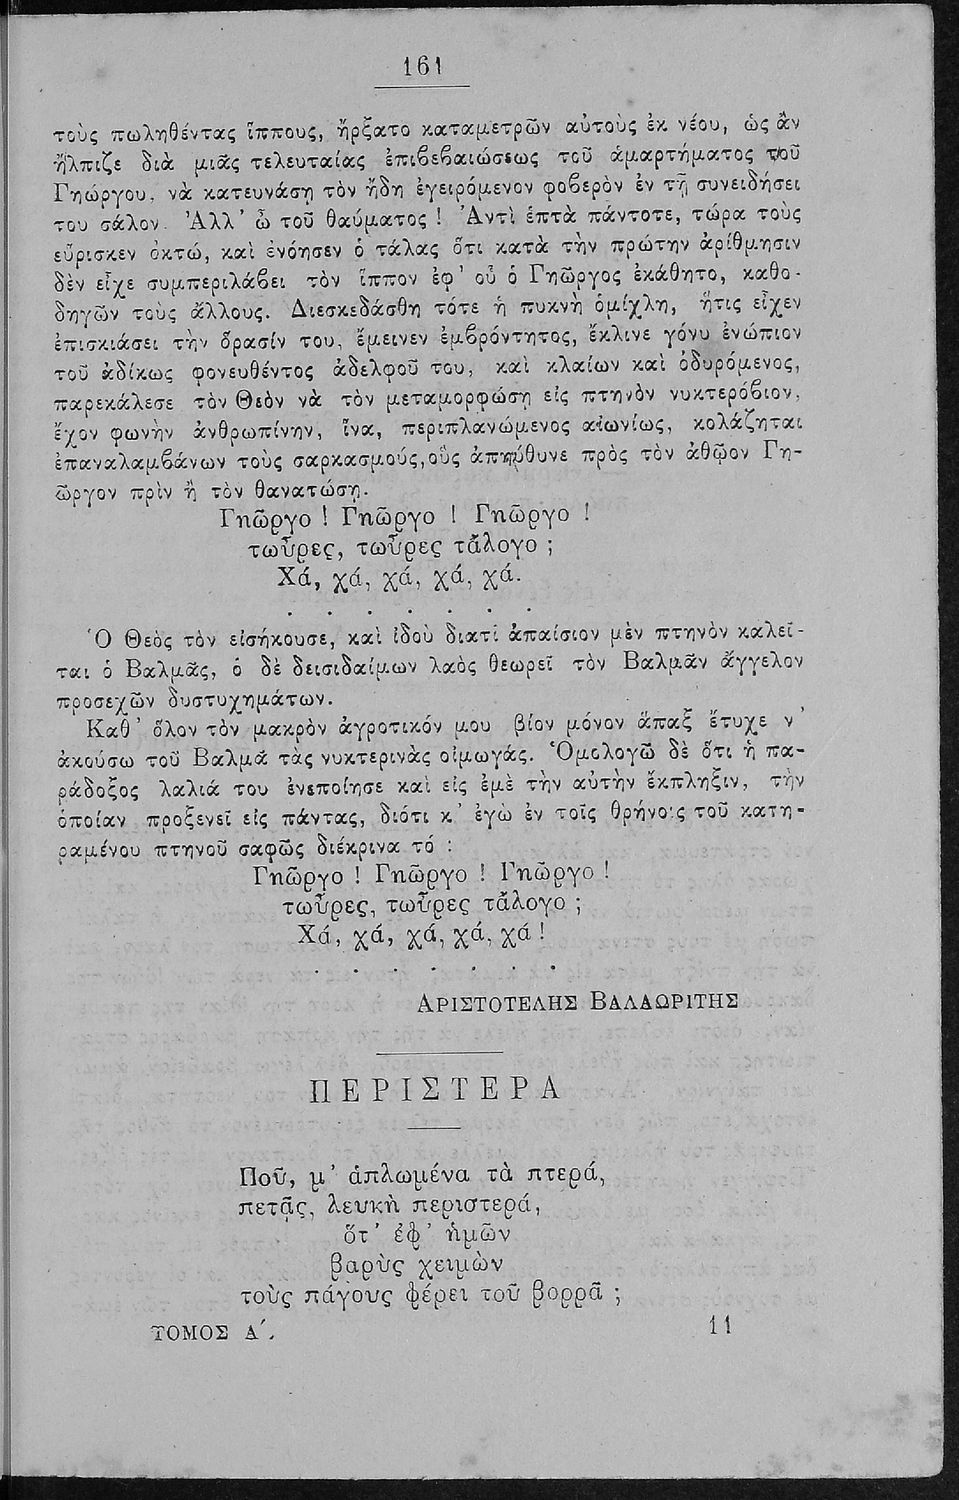 161
τοὺς πωληθέντας ἵππους, ἤρξατο καταμετρῶν αὐτοὺς ἐκ νέου, ὡς ἂν
ἤλπιζε διὰ μιᾶς τελευταίας ἐπιβεβαιώσεως τοῦ ἁμαρτήματος τοῦ
Γηώργου, νὰ κατευνάσῃ τὸν ἤδη ἐγειρόμενον φοβερὸν ἐν τῇ συνειδήσει
του σάλον. Ἀλλ' ὦ τοῦ θαύματος ! Ἀντὶ ἑπτὰ πάντοτε, τώρα τοὺς
εὕρισκεν ὀκτώ, καὶ ἐνόησεν ὁ τάλας ὅτι κατὰ τὴν πρώτην ἀρίθμησιν
δὲν εἶχε συμπεριλάβει τὸν ἵππον ἐφ' οὗ ὁ Γηῶργος ἐκάθητο, καθο-
δηγῶν τοὺς ἄλλους. Διεσκεδάσθη τότε ἡ πυκνὴ ὁμίχλη, ἥτις εἶχεν
ἐπισκιάσει τὴν ὅρασίν του, ἔμεινεν ἐμβρόντητος, ἔκλινε γόνυ ἐνώπιον
τοῦ ἀδίκως φονευθέντος ἀδελφοῦ του, καὶ κλαίων καὶ ὀδυρόμενος,
παρεκάλεσε τὸν Θεὸν νὰ τὸν μεταμορφώσῃ εἰς πτηνὸν νυκτερόβιον,
ἔχον φωνὴν ἀνθρωπίνην, ἵνα, περιπλανώμενος αἰωνίως, κολάζηται
ἐπαναλαμβάνων τοὺς σαρκασμούς, οὓς ἀπηύθυνε πρὸς τὸν ἀθῷον Γη-
ῶργον πρὶν ἢ τὸν θανατώσῃ.
Γηῶργο ! Γηῶργο ! Γηῶργο !
τωὗρες, τωὗρες τἄλογο ;
Χά, χά, χά, χά, χά.
. . . . . . .
Ὁ Θεὸς τὸν εἰσήκουσε, καὶ ἰδοὺ διατί ἀπαίσιον μὲν πτηνὸν καλεῖ-
ται ὁ Βαλμᾶς, ὁ δὲ δεισιδαίμων λαὸς θεωρεῖ τὸν Βαλμᾶν ἄγγελον
προσεχῶν δυστυχημάτων.
Καθ' ὅλον τὸν μακρὸν ἀγροτικόν μου βίον μόνον ἅπαξ ἔτυχε ν'
ἀκούσω τοῦ Βαλμᾶ τὰς νυκτερινὰς οἰμωγάς. Ὁμολογῶ δὲ ὅτι ἡ πα-
ράδοξος λαλιά του ἐνεποίησε καὶ εἰς ἐμὲ τὴν αὐτὴν ἔκπληξιν, τὴν
ὁποίαν προξενεῖ εἰς πάντας, διότι κ' ἐγὼ ἐν τοῖς θρήνοις τοῦ κατη-
ραμένου πτηνοῦ σαφῶς διέκρινα τό :
Γηῶργο ! Γηῶργο ! Γηῶργο !
τωὗρες, τωὗρες τἄλογο ;
Χά, χά, χά, χά, χά !
. . . . . . .
ΑΡΙΣΤΟΤΕΛΗΣ ΒΑΛΑΩΡΙΤΗΣ
ΠΕΡΙΣΤΕΡΑ
Ποῦ, μ' ἁπλωμένα τὰ πτερά,
πετᾷς, λευκὴ περιστερά,
ὅτ' ἐφ' ἡμῶν
βαρὺς χειμὼν
τοὺς πάγους φέρει τοῦ βορρᾶ ;
ΤΟΜΟΣ Α΄.
11